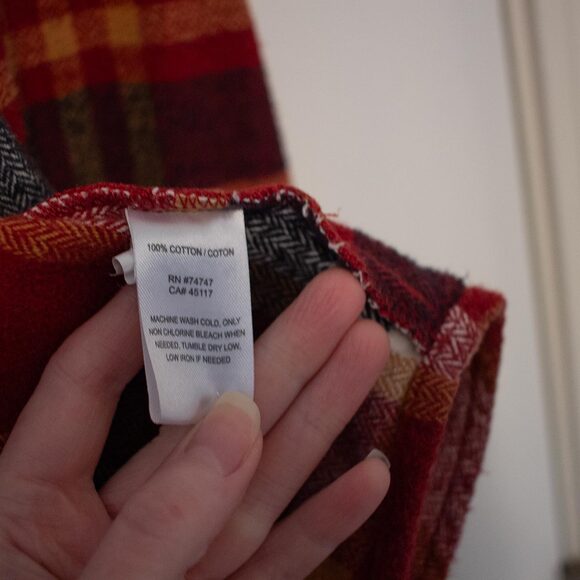 100% COTTON / COTON
RN #74747
CA# 45117
MACHINE WASH COLD, ONLY
NON CHLORINE BLEACH WHEN
NEEDED, TUMBLE DRY LOW,
LOW IRON IF NEEDED